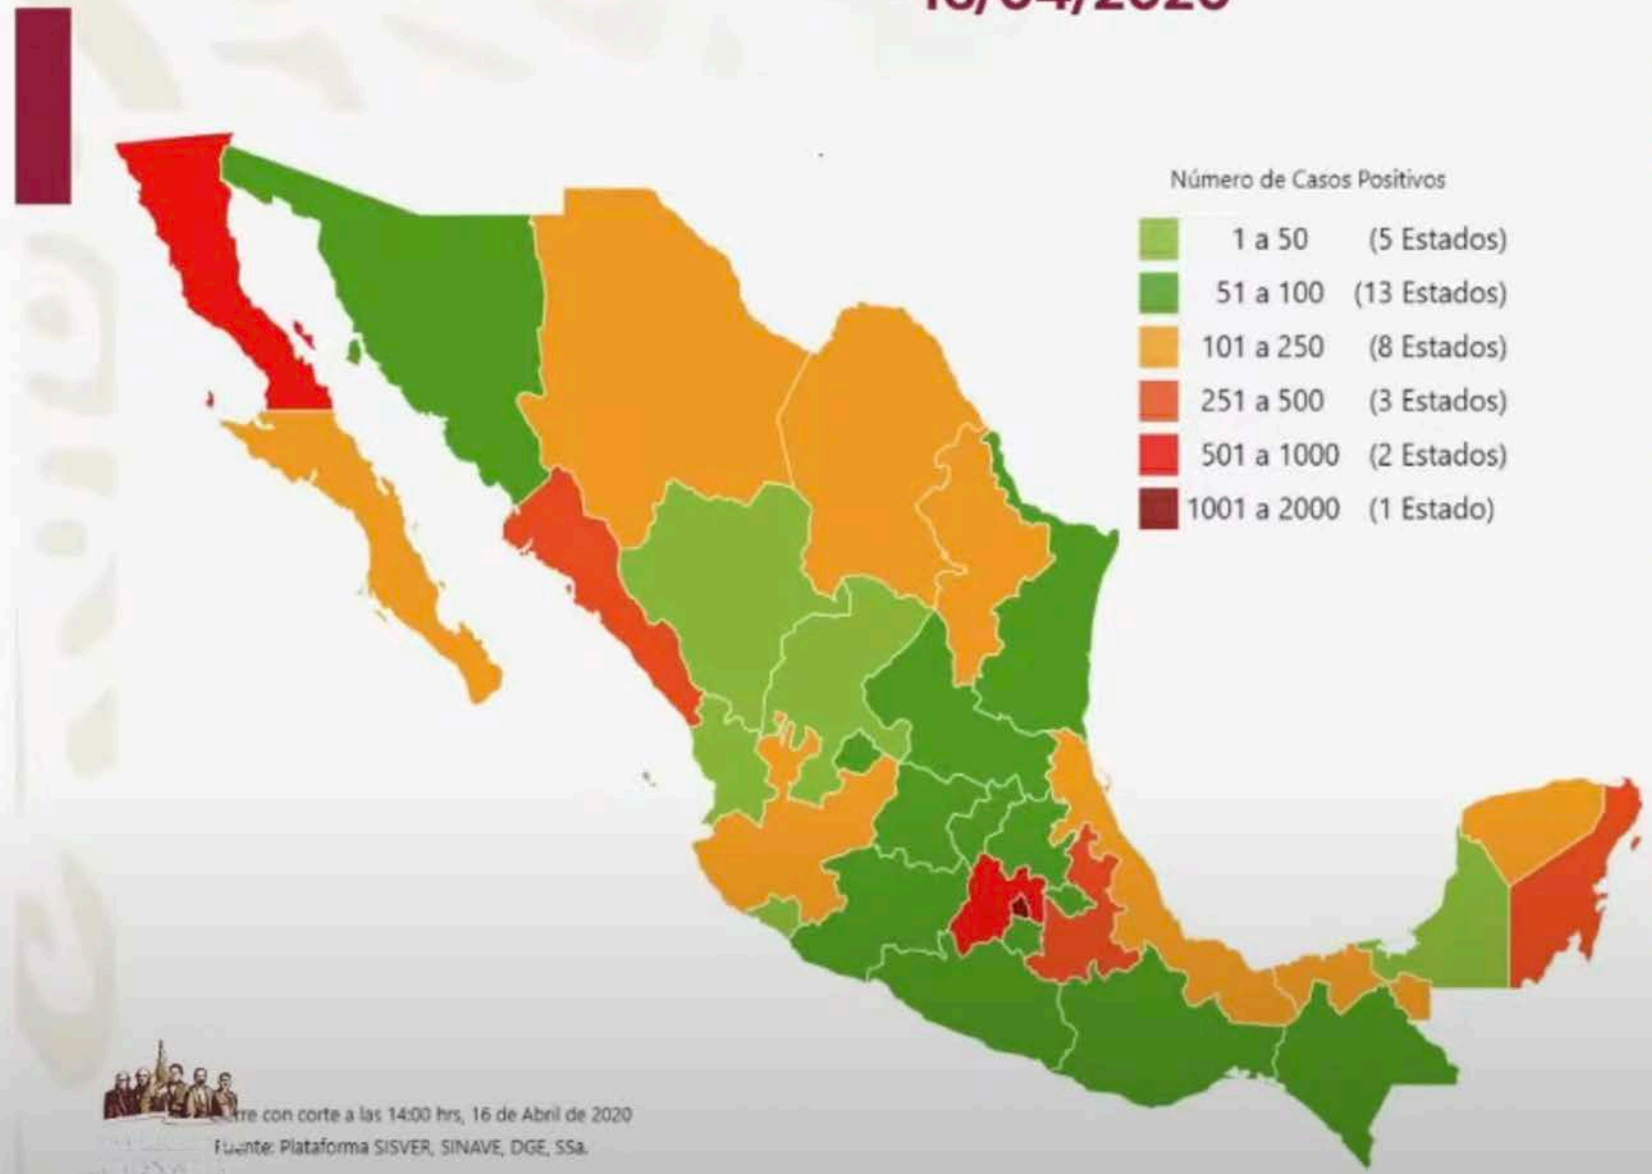 Número de Casos Positivos
1 a 50 (5 Estados)
51 a 100 (13 Estados)
101 a 250 (8 Estados)
251 a 500 (3 Estados)
501 a 1000 (2 Estados)
1001 a 2000 (1 Estado)
con corte a las 14:00 hrs, 16 de Abril de 2020
Fuente: Plataforma SISVER, SINAVE, DGE, SSa.